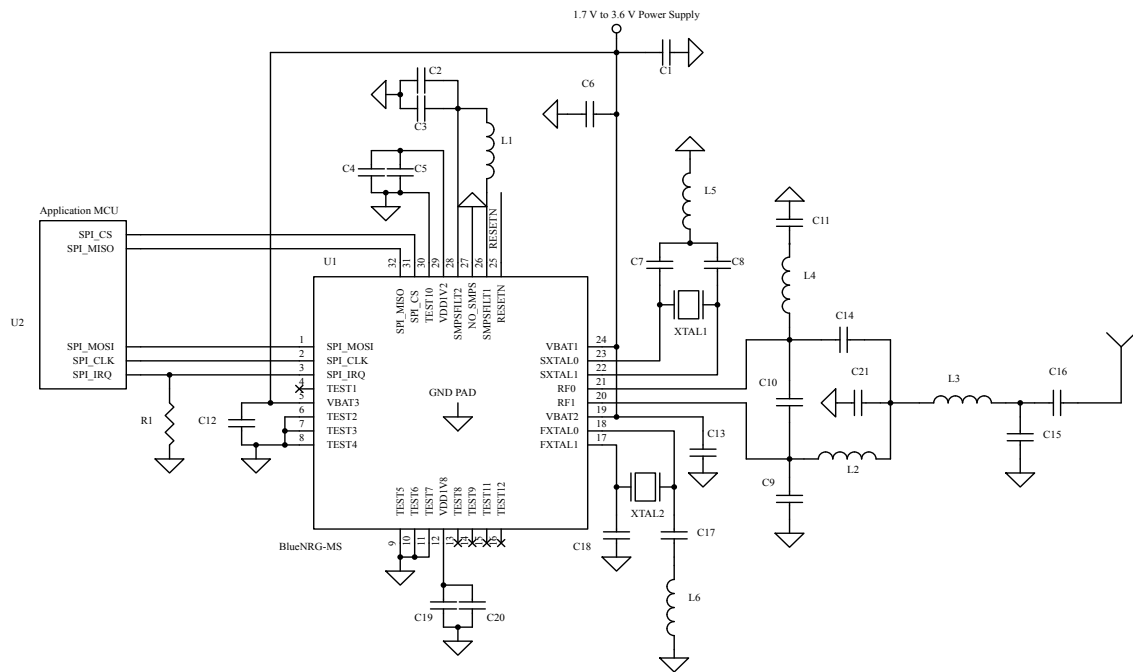 1.7 V to 3.6 V Power Supply
C1
C2
C3
C6
L1
C4
C5
L5
C11
Application MCU
SPI_CS
SPI_MISO
SPI_MOSI
SPI_CLK
SPI_IRQ
U2
RESETN
C7
C8
L4
XTAL1
U1
32
31
30
29
28
27
26
25
SPI_MISO
SPI_CS
TEST10
VDD1V2
SMPSFILT2
NO_SMPS
SMPSFILT1
RESETN
C14
1
SPI_MOSI
2
SPI_CLK
3
SPI_IRQ
4
TEST1
5
VBAT3
6
TEST2
7
TEST3
8
TEST4
VBAT1
24
SXTAL0
23
SXTAL1
22
RF0
21
RF1
20
VBAT2
19
FXTAL0
18
FXTAL1
17
GND PAD
C10
C21
L3
C16
R1
C12
C13
C15
L2
C9
TEST5
TEST6
TEST7
VDD1V8
TEST8
TEST9
TEST11
TEST12
9
10
11
12
13
14
15
16
XTAL2
BlueNRG-MS
C18
C17
L6
C19
C20